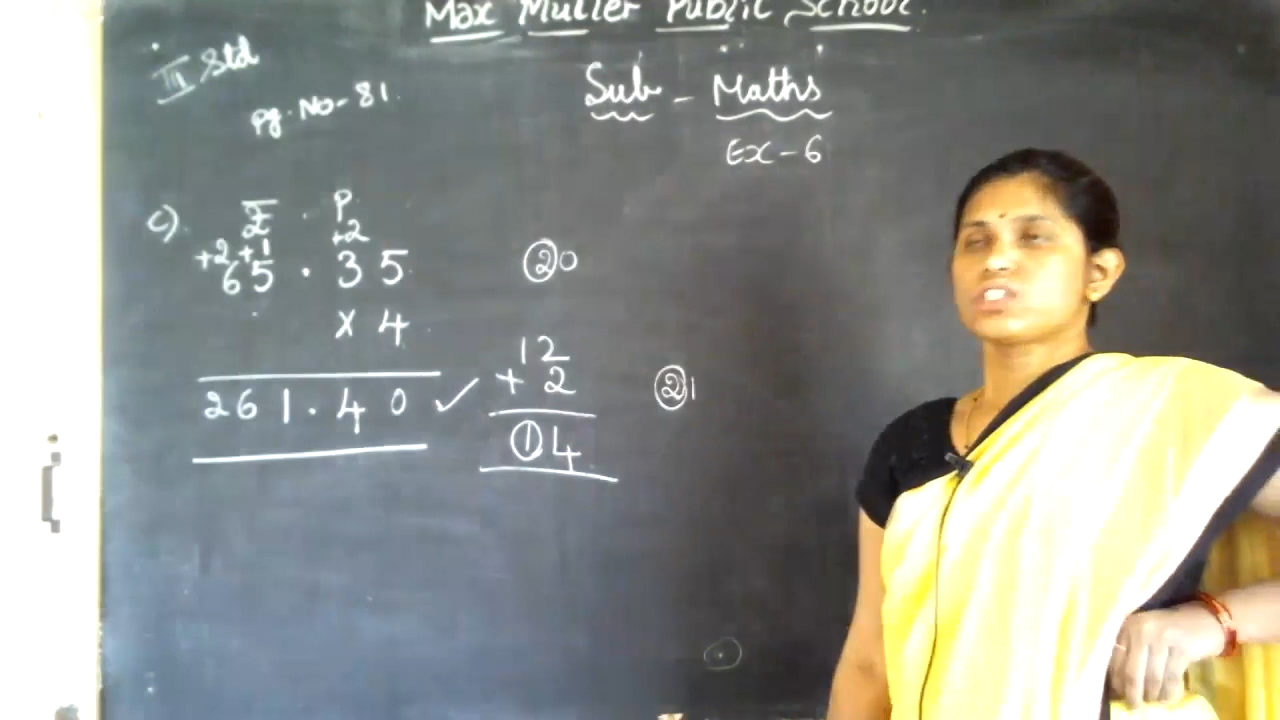 Max Muller Public School.
III Std
Sub - Maths
Pg. No - 81.
Ex - 6
c). ₹ . P
+2 +1 +2
65 . 35
20
x 4
12
+ 2
14
261.40 ✓
21